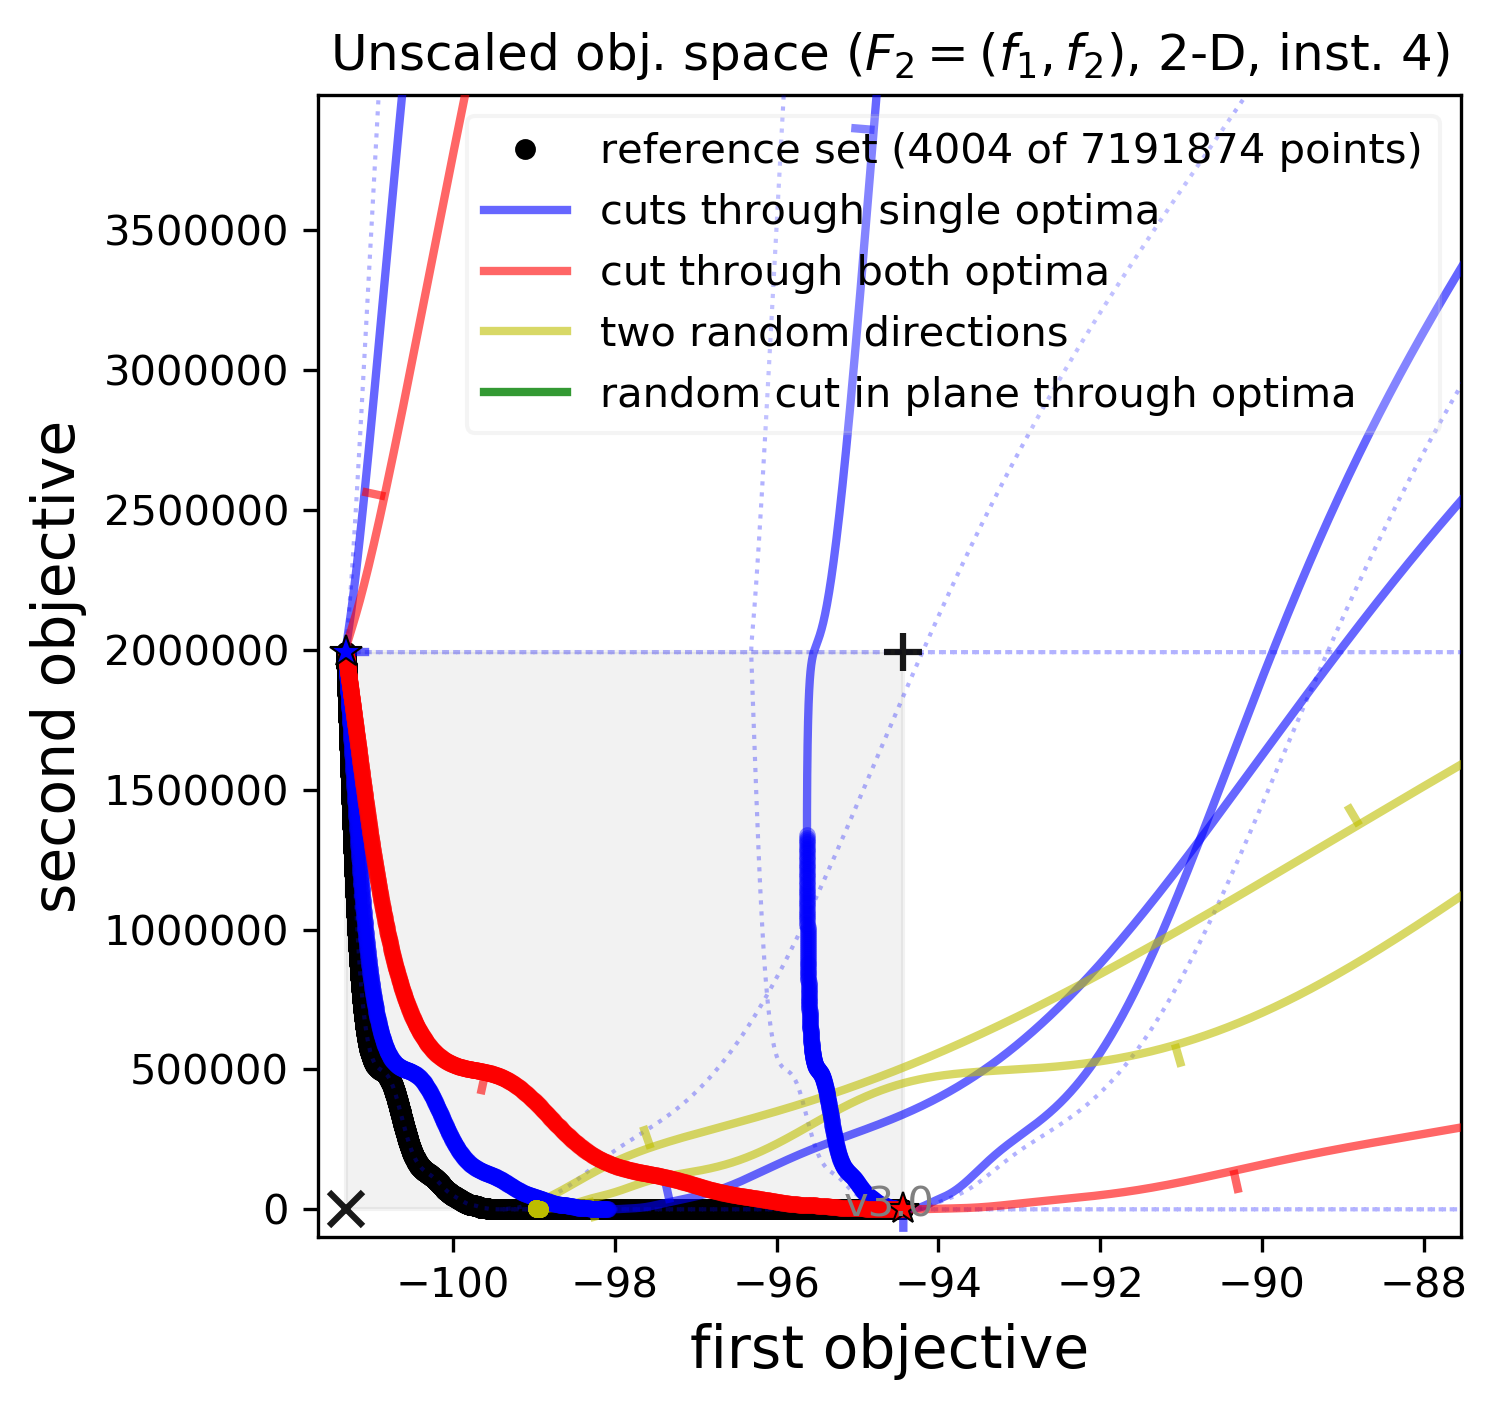 Unscaled obj. space (F₂ = (f₁, f₂), 2-D, inst. 4)
reference set (4004 of 7191874 points)
cuts through single optima
cut through both optima
two random directions
random cut in plane through optima
second objective
3500000
3000000
2500000
2000000
1500000
1000000
500000
0
v3.0
−100
−98
−96
−94
−92
−90
−88
first objective